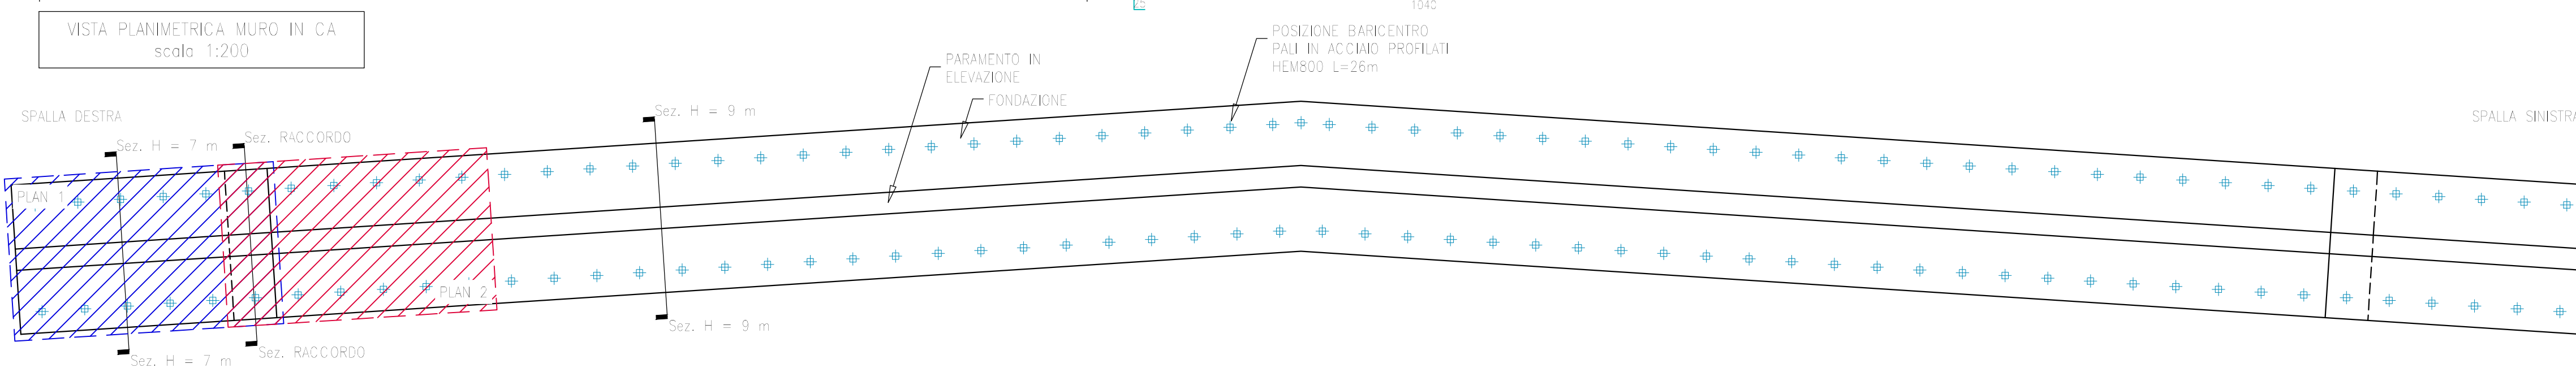 VISTA PLANIMETRICA MURO IN CA
scala 1:200
POSIZIONE BARICENTRO
PALI IN ACCIAIO PROFILATI
HEM800 L=26m
PARAMENTO IN
ELEVAZIONE
FONDAZIONE
SPALLA DESTRA
Sez. H = 9 m
SPALLA SINISTRA
Sez. H = 7 m
Sez. RACCORDO
PLAN 1
PLAN 2
Sez. H = 9 m
Sez. RACCORDO
Sez. H = 7 m